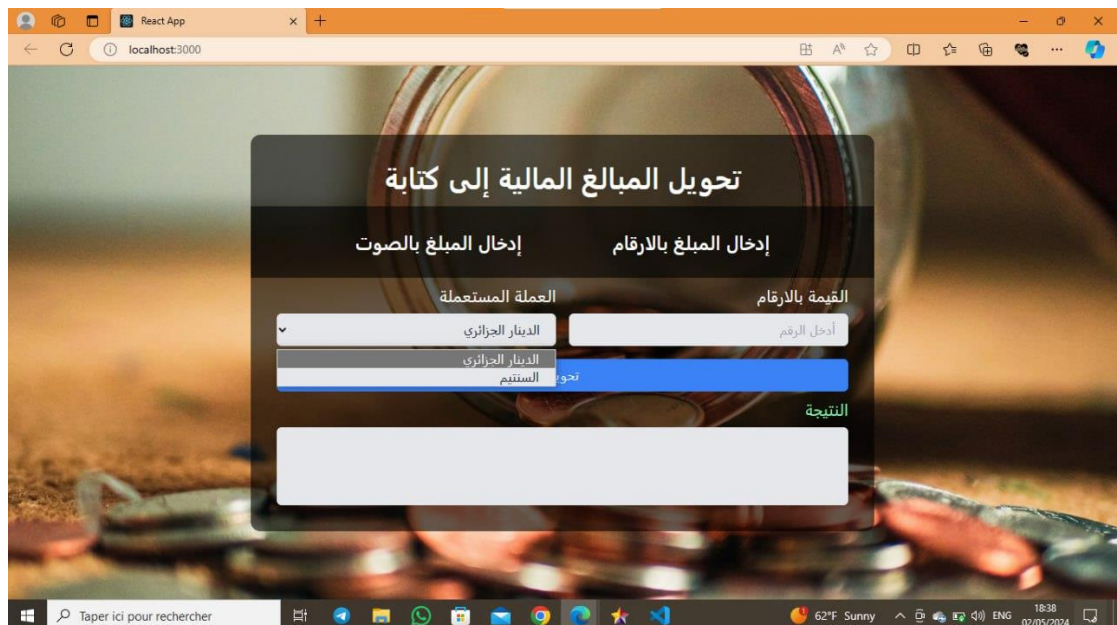 React App
localhost:3000
تحويل المبالغ المالية إلى كتابة
إدخال المبلغ بالارقام إدخال المبلغ بالصوت
القيمة بالارقام العملة المستعملة
أدخل الرقم الدينار الجزائري
الدينار الجزائري
السنتيم
النتيجة
Taper ici pour rechercher 62°F Sunny ENG 18:38
02/05/2024